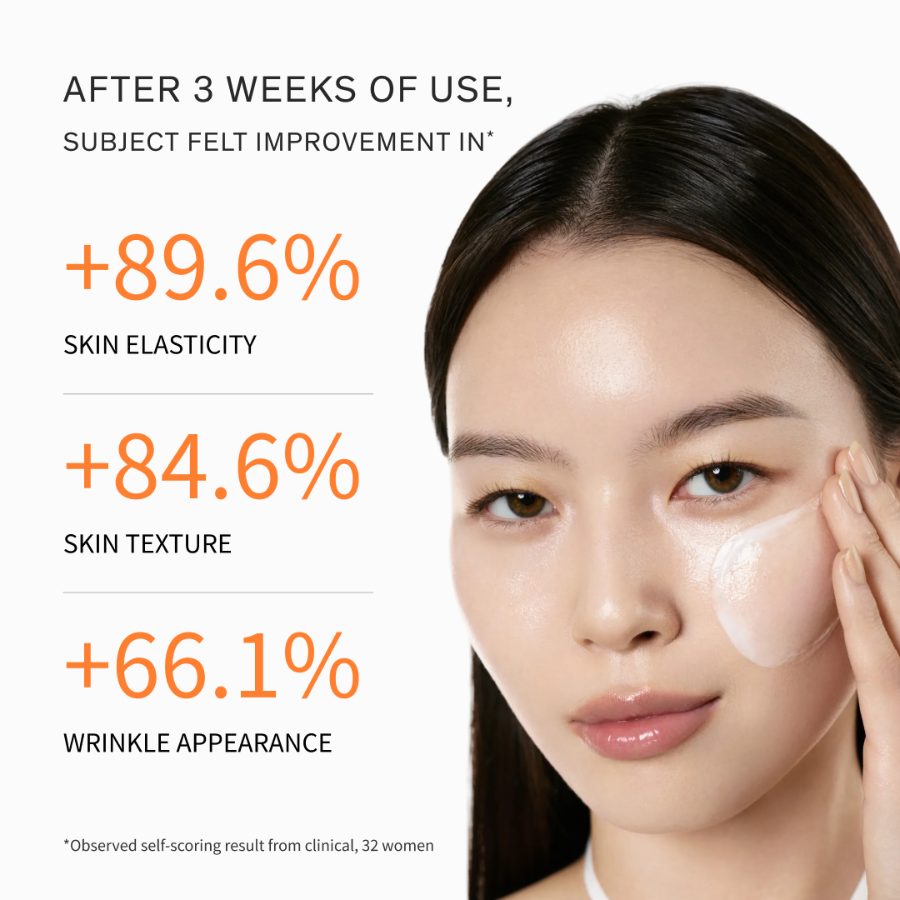 AFTER 3 WEEKS OF USE,
SUBJECT FELT IMPROVEMENT IN*
+89.6%
SKIN ELASTICITY
+84.6%
SKIN TEXTURE
+66.1%
WRINKLE APPEARANCE
*Observed self-scoring result from clinical, 32 women